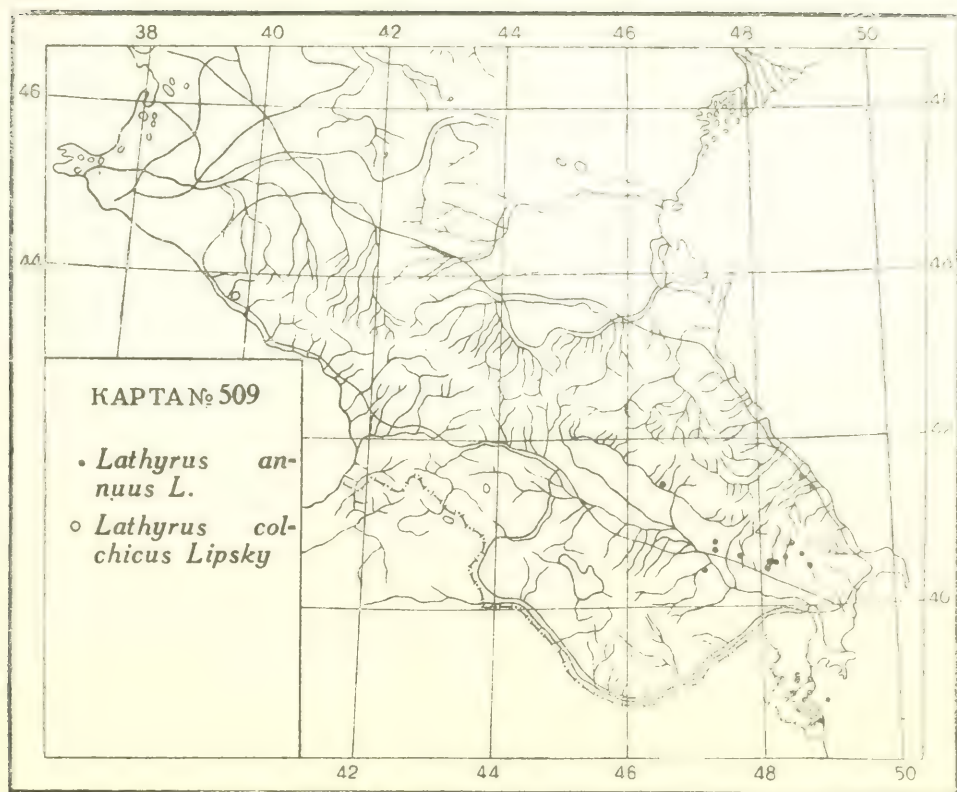 38 40 42 44 46 48 50
46
44
42
40
КАРТА № 509
• Lathyrus an-
nuus L.
○ Lathyrus col-
chicus Lipsky
42 44 46 48 50